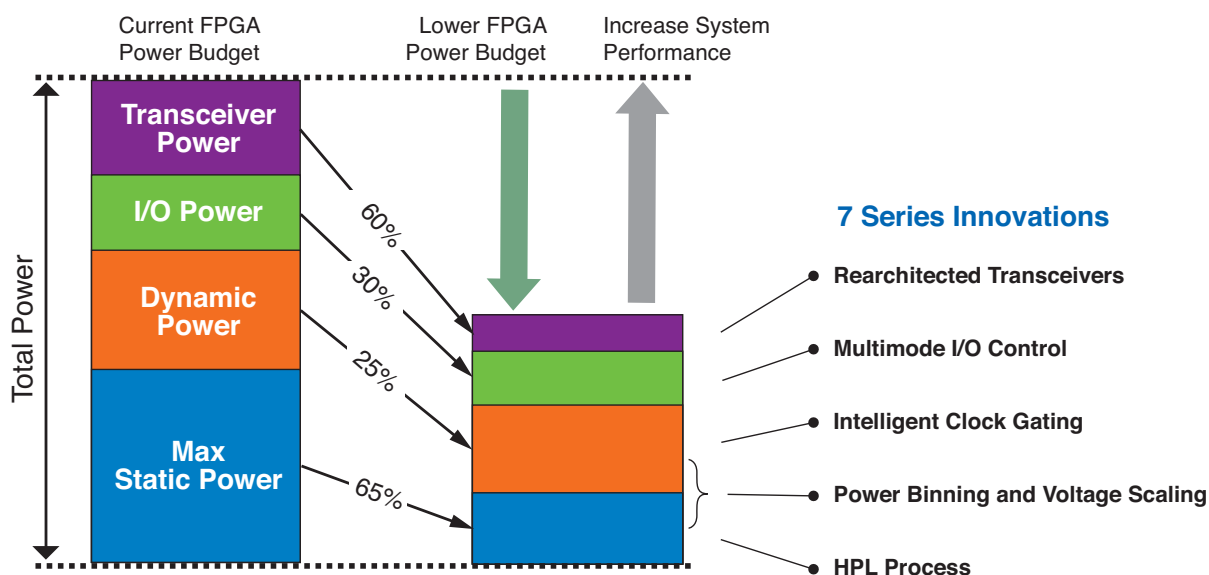 Current FPGA
Power Budget
Lower FPGA
Power Budget
Increase System
Performance
Total Power
Transceiver
Power
I/O Power
Dynamic
Power
Max
Static Power
60%
30%
25%
65%
7 Series Innovations
Rearchitected Transceivers
Multimode I/O Control
Intelligent Clock Gating
Power Binning and Voltage Scaling
HPL Process